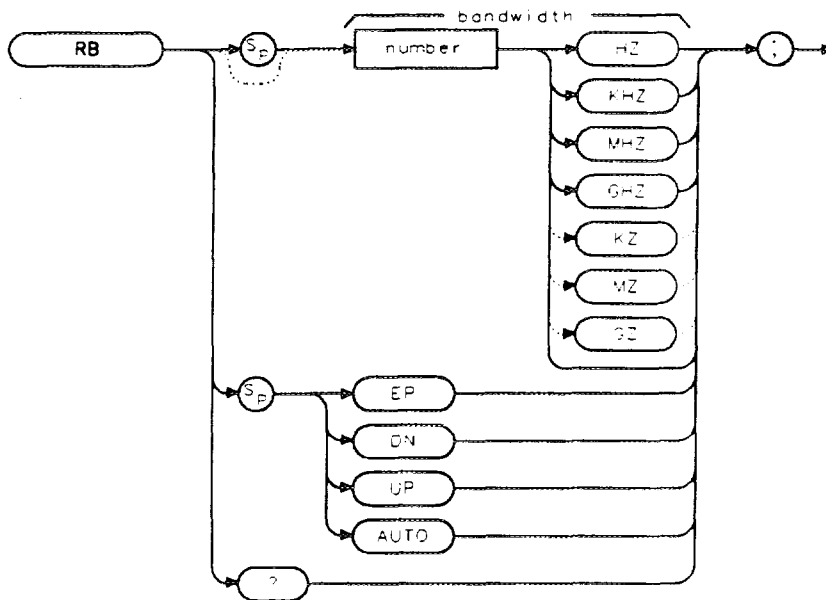 bandwidth
RB
Sp
number
HZ
;
KHZ
MHZ
GHZ
KZ
MZ
GZ
Sp
EP
DN
UP
AUTO
?